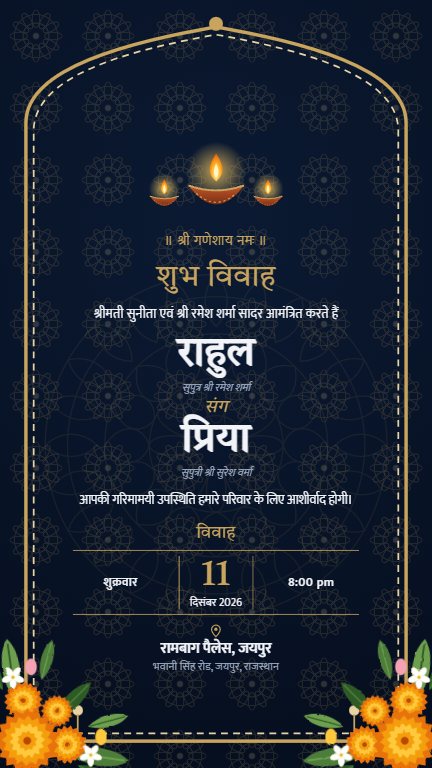 ॥ श्री गणेशाय नमः ॥
शुभ विवाह
श्रीमती सुनीता एवं श्री रमेश शर्मा सादर आमंत्रित करते हैं
राहुल
सुपुत्र श्री रमेश शर्मा
संग
प्रिया
सुपुत्री श्री सुरेश वर्मा
आपकी गरिमामयी उपस्थिति हमारे परिवार के लिए आशीर्वाद होगी।
विवाह
शुक्रवार
11
दिसंबर 2026
8:00 pm
रामबाग पैलेस, जयपुर
भवानी सिंह रोड, जयपुर, राजस्थान